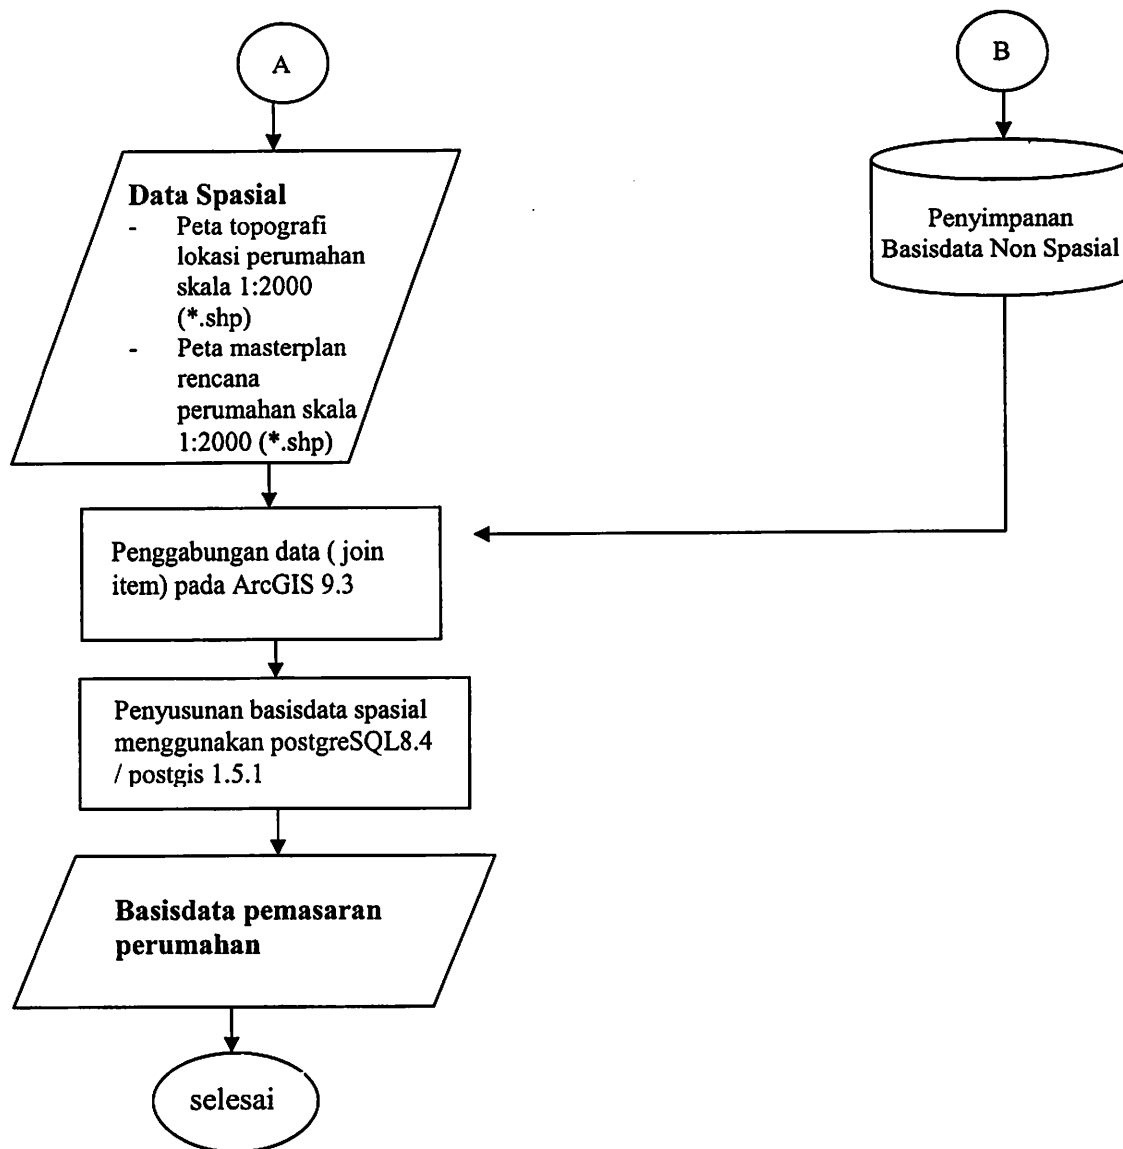 A
B
Data Spasial
- Peta topografi
lokasi perumahan
skala 1:2000
(*.shp)
- Peta masterplan
rencana
perumahan skala
1:2000 (*.shp)
Penyimpanan
Basisdata Non Spasial
Penggabungan data ( join
item) pada ArcGIS 9.3
Penyusunan basisdata spasial
menggunakan postgreSQL8.4
/ postgis 1.5.1
Basisdata pemasaran
perumahan
selesai